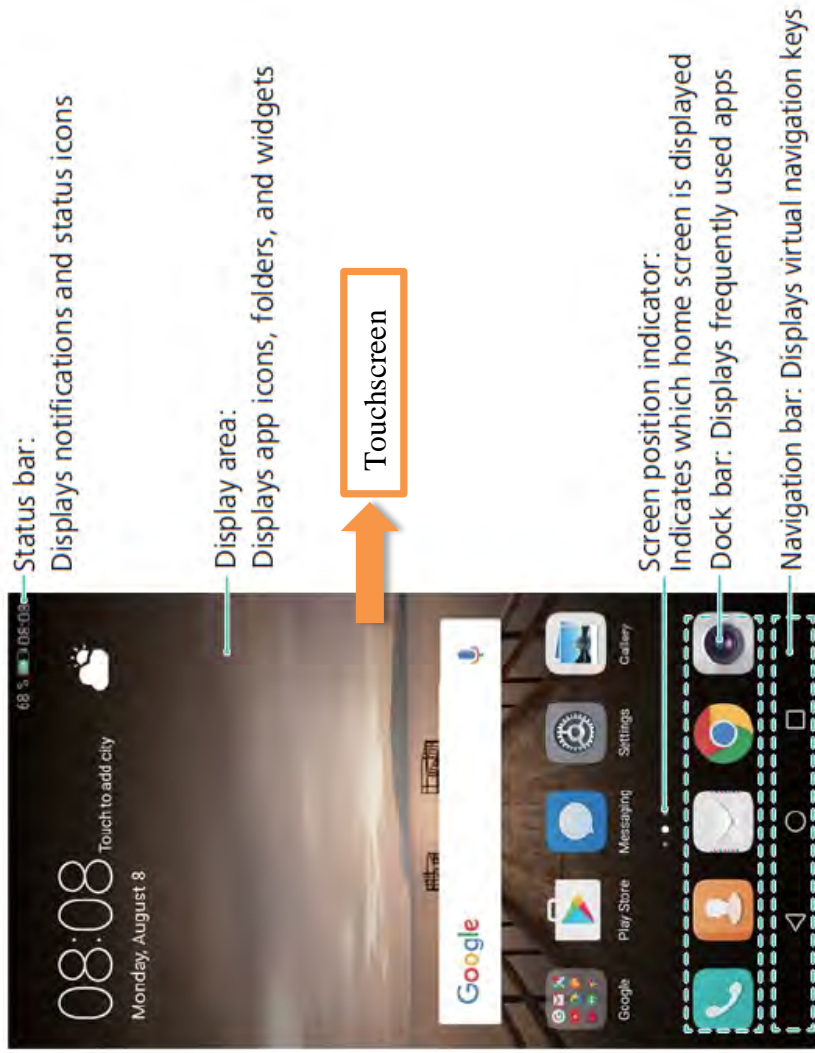 68 % 08:08
Status bar:
Displays notifications and status icons
08:08 Touch to add city
Monday, August 8
Display area:
Displays app icons, folders, and widgets
Touchscreen
Google
Google Play Store Messaging Settings Gallery
Screen position indicator:
Indicates which home screen is displayed
Dock bar: Displays frequently used apps
Navigation bar: Displays virtual navigation keys